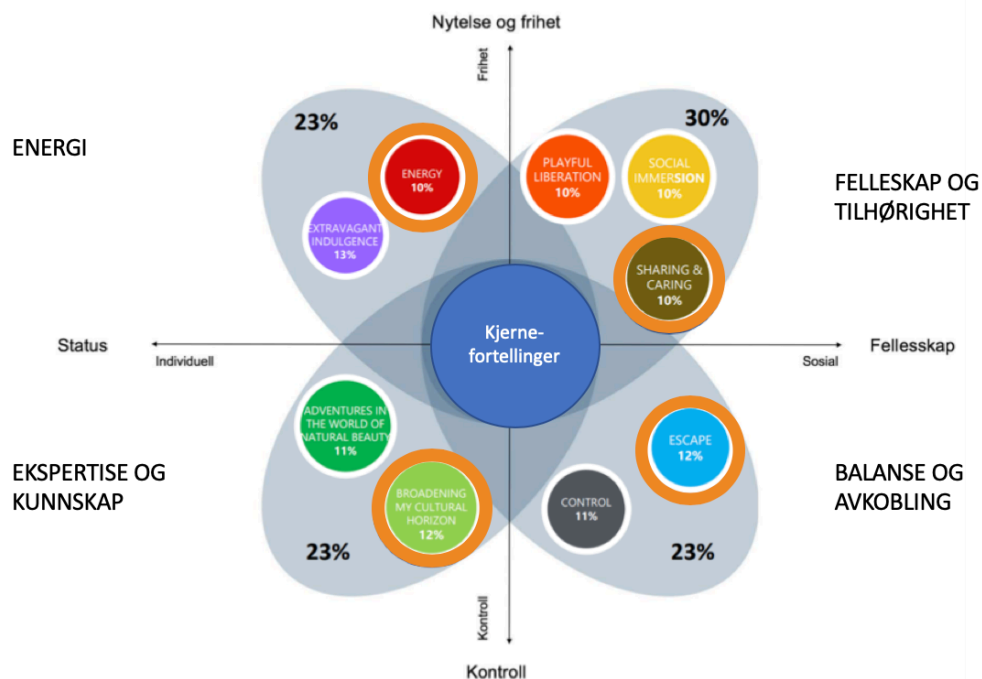 Nytelse og frihet
Frihet
23%
30%
ENERGI
ENERGY
10%
PLAYFUL
LIBERATION
10%
SOCIAL
IMMERSION
10%
FELLESKAP OG
TILHØRIGHET
EXTRAVAGANT
INDULGENCE
13%
SHARING &
CARING
10%
Status
Individuell
Kjerne-
fortellinger
Sosial
Fellesskap
ADVENTURES IN
THE WORLD OF
NATURAL BEAUTY
11%
ESCAPE
12%
EKSPERTISE OG
KUNNSKAP
BROADENING
MY CULTURAL
HORIZON
12%
CONTROL
11%
BALANSE OG
AVKOBLING
23%
23%
Kontroll
Kontroll